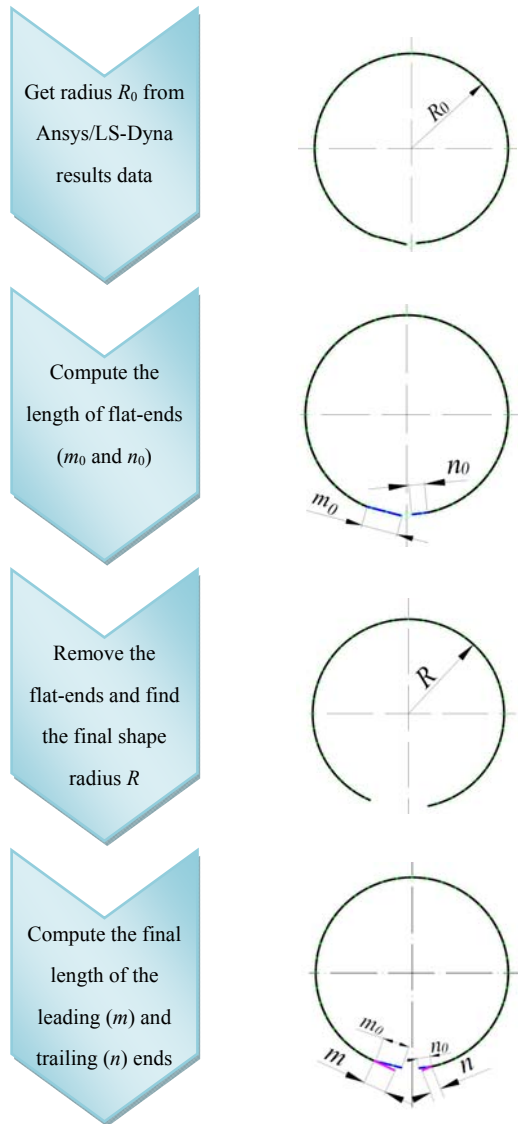 Get radius R₀ from
Ansys/LS-Dyna
results data
R₀
Compute the
length of flat-ends
(m₀ and n₀)
n₀
m₀
Remove the
flat-ends and find
the final shape
radius R
R
Compute the final
length of the
leading (m) and
trailing (n) ends
m₀
n₀
m
n